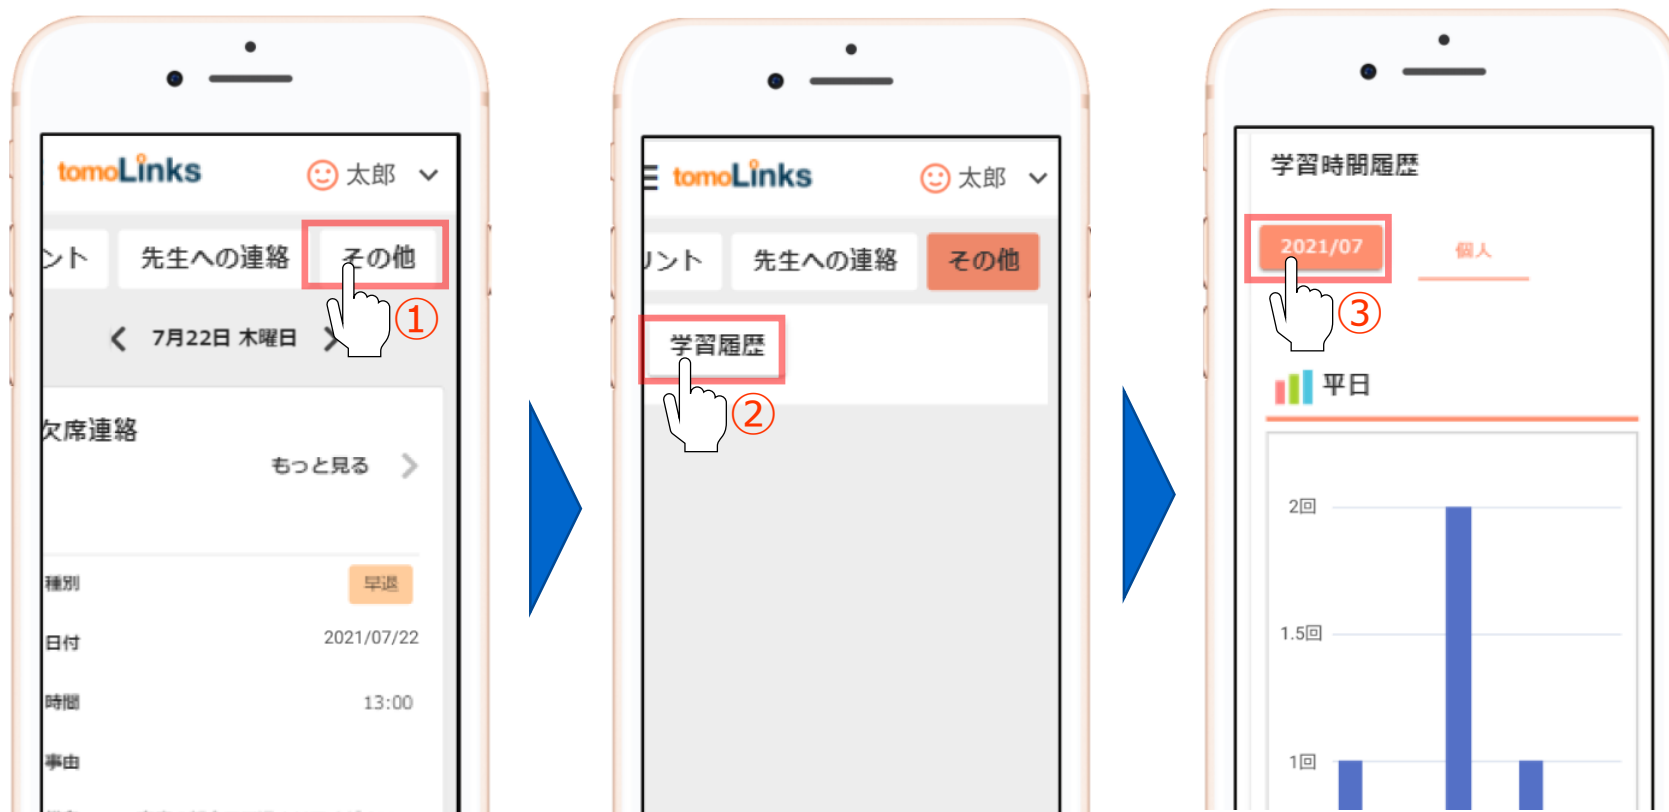 tomoLinks
太郎
ント
先生への連絡
その他
①
7月22日 木曜日
欠席連絡
もっと見る
種別
早退
日付
2021/07/22
時間
13:00
事由
tomoLinks
太郎
リント
先生への連絡
その他
学習履歴
②
学習時間履歴
2021/07
個人
③
平日
2回
1.5回
1回